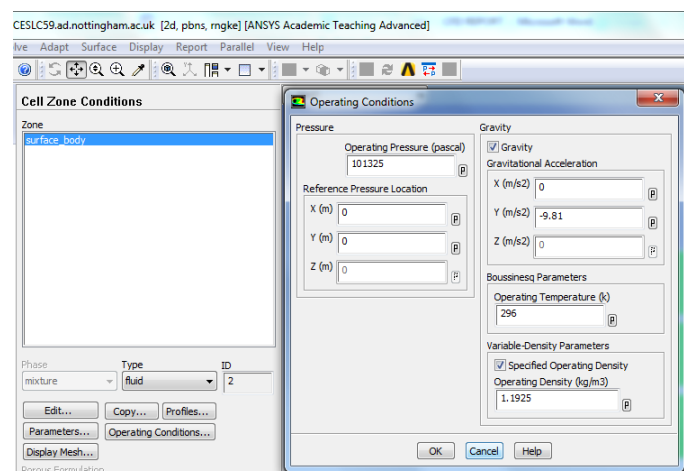 CESLC59.ad.nottingham.ac.uk [2d, pbns, rngke] [ANSYS Academic Teaching Advanced]
lve Adapt Surface Display Report Parallel View Help
Cell Zone Conditions
Zone
surface_body
Phase Type ID
mixture fluid 2
Edit... Copy... Profiles...
Parameters... Operating Conditions...
Display Mesh...
Porous Formulation
Operating Conditions
Pressure
Operating Pressure (pascal)
101325
P
Reference Pressure Location
X (m) 0 P
Y (m) 0 P
Z (m) 0 P
Gravity
Gravity
Gravitational Acceleration
X (m/s2) 0 P
Y (m/s2) -9.81 P
Z (m/s2) 0 P
Boussinesq Parameters
Operating Temperature (k)
296 P
Variable-Density Parameters
Specified Operating Density
Operating Density (kg/m3)
1.1925 P
OK Cancel Help